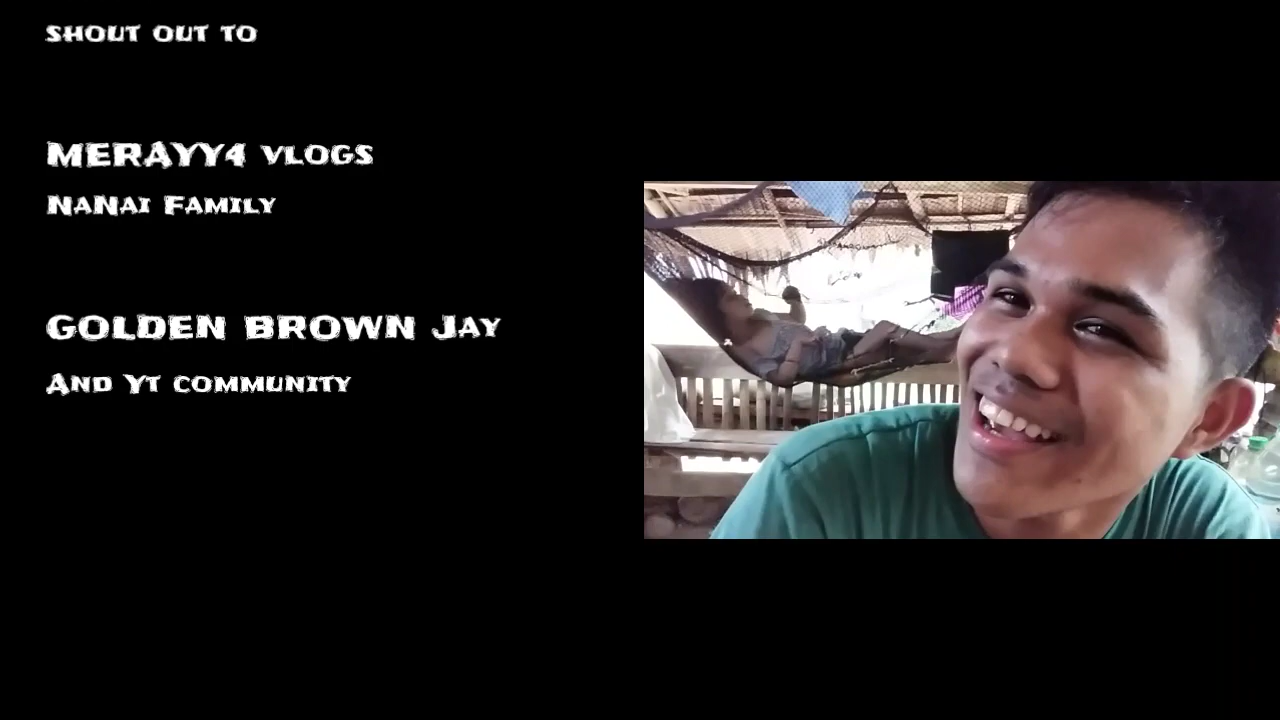 SHOUT OUT TO
MERAYY4 VLOGS
NANAI FAMILY
GOLDEN BROWN JAY
AND YT COMMUNITY